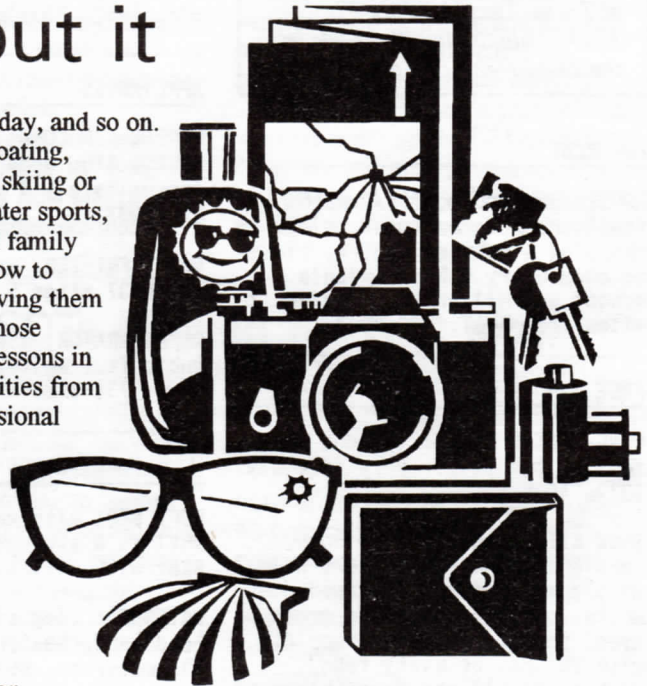 out it
day, and so on.
oating,
skiing or
ater sports,
family
ow to
ving them
nose
essons in
ities from
sional